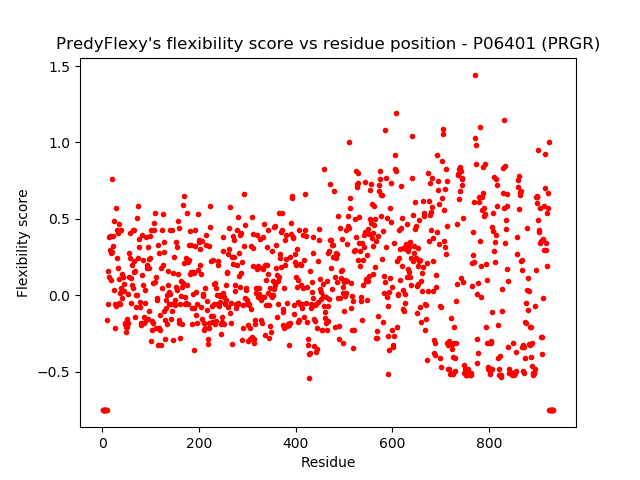 PredyFlexy's flexibility score vs residue position - P06401 (PRGR)
1.5
1.0
0.5
0.0
−0.5
Flexibility score
0 200 400 600 800
Residue